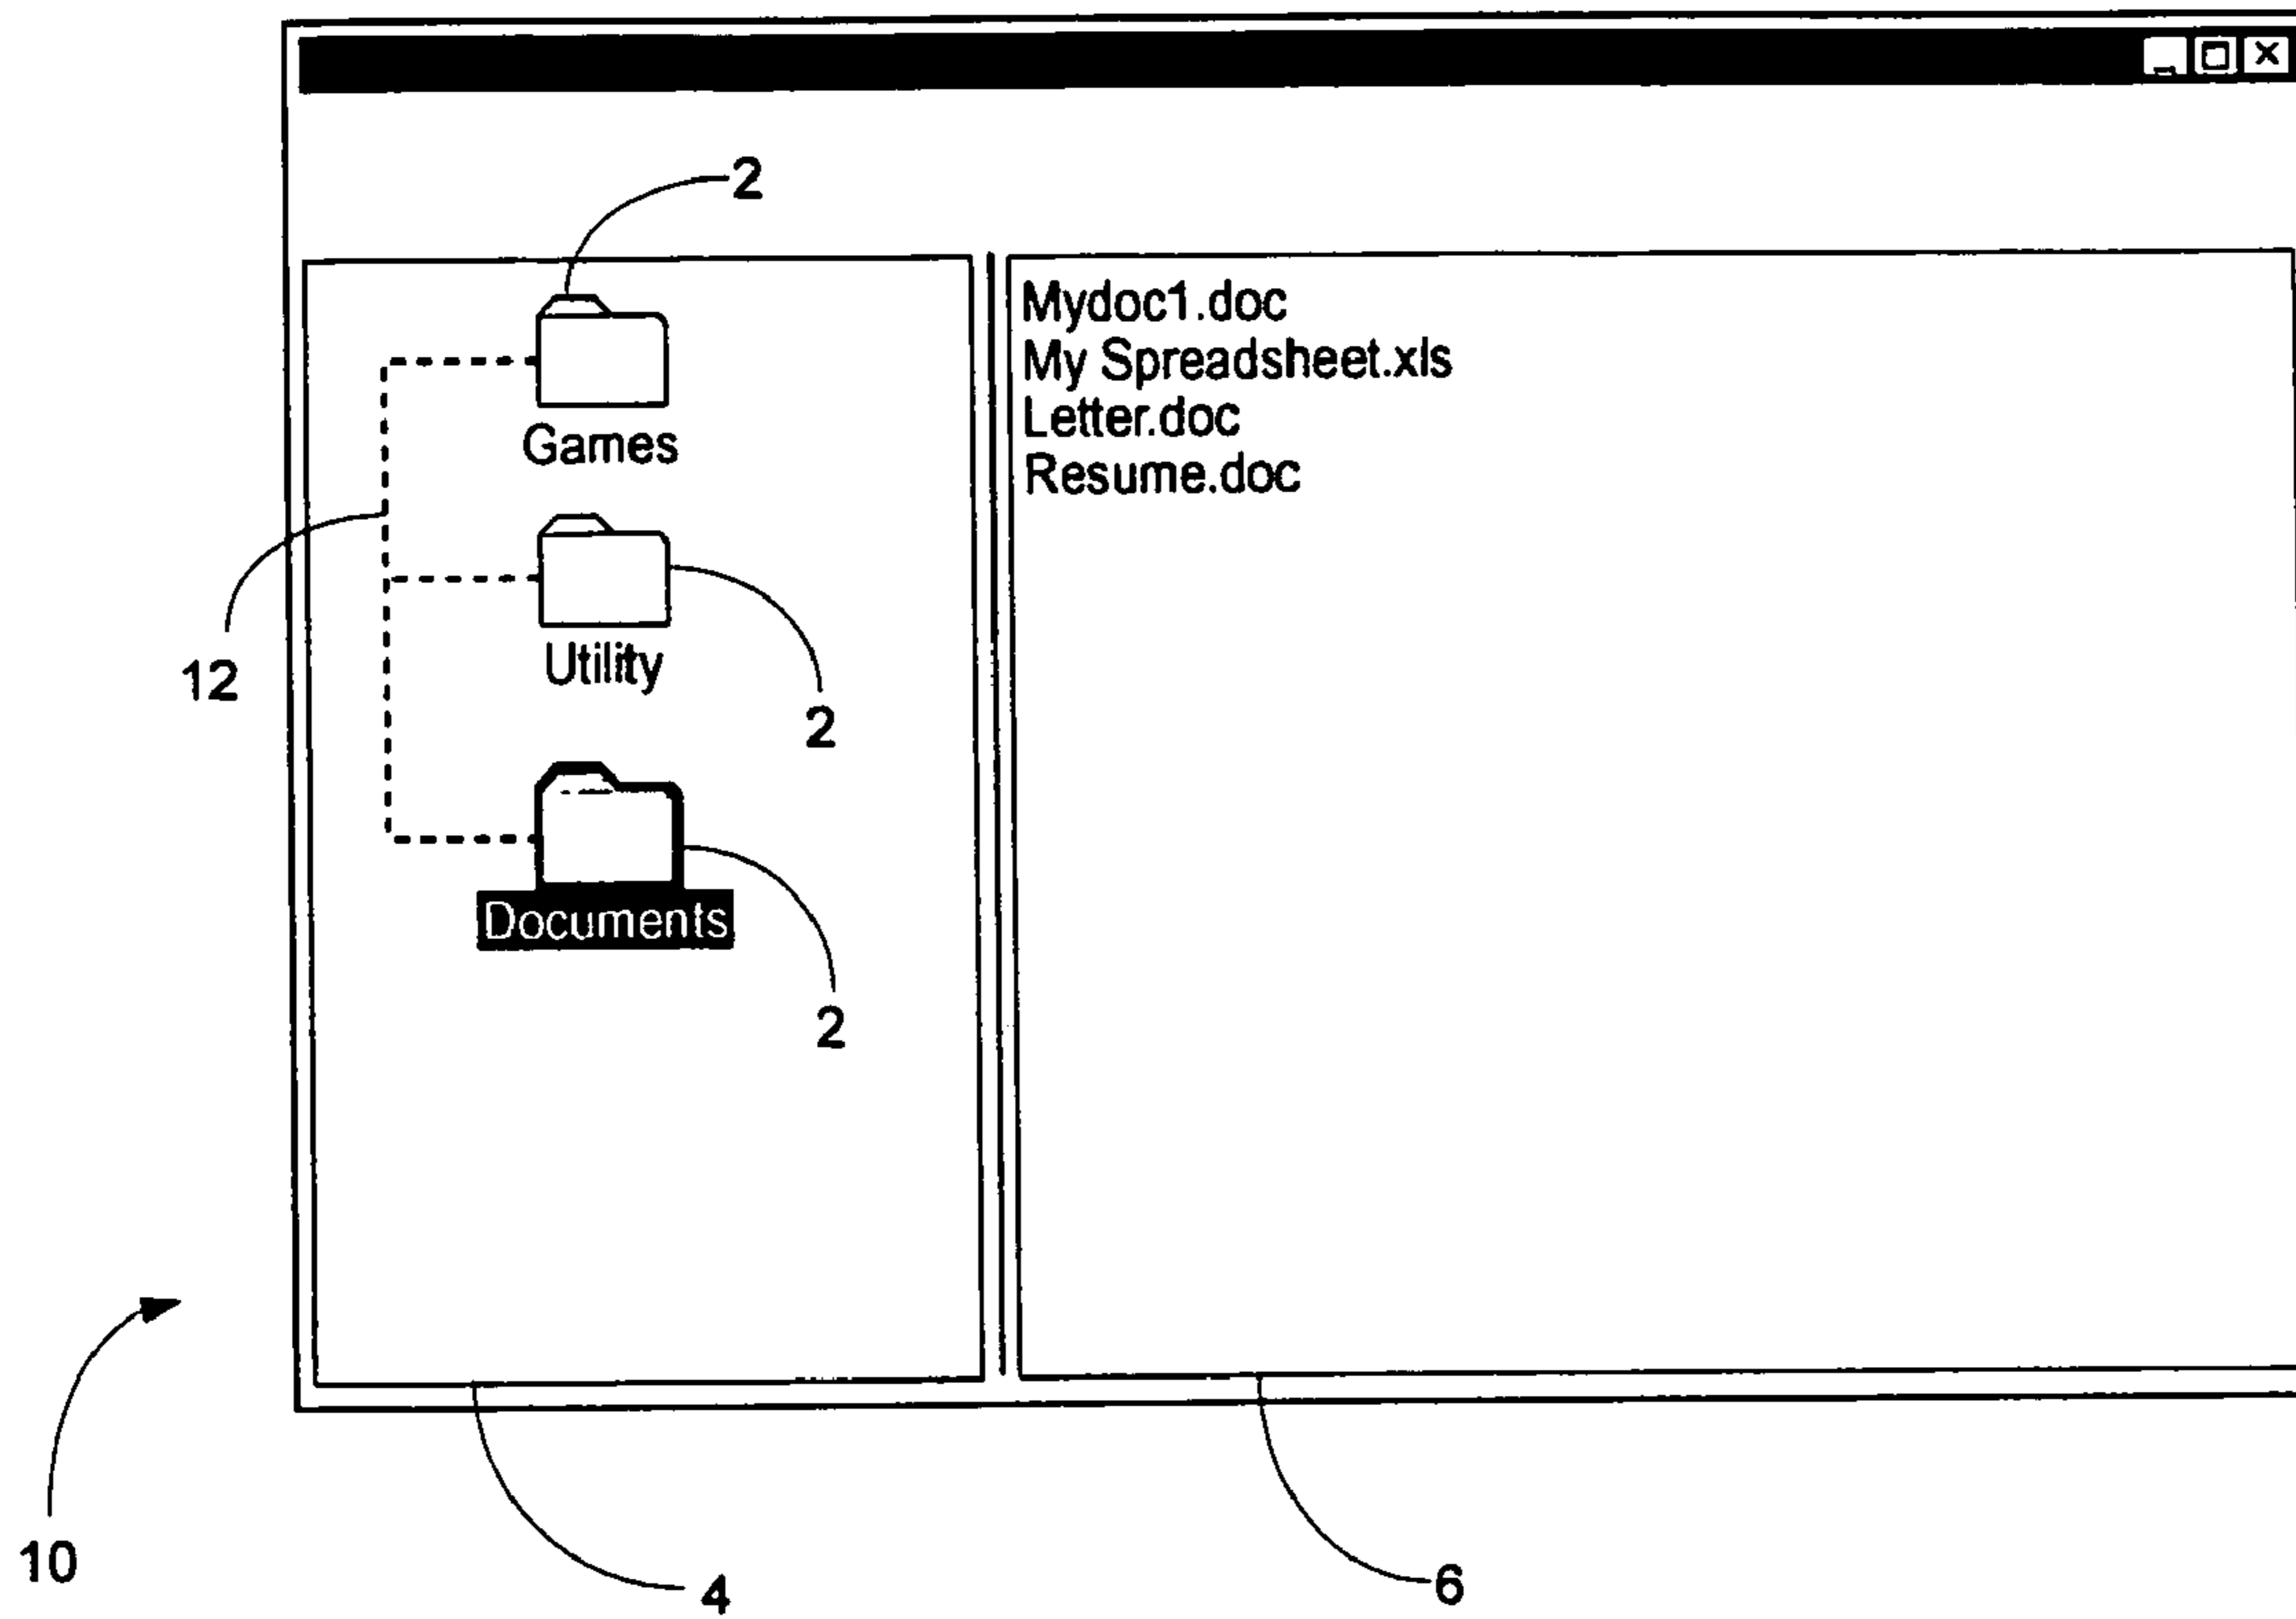 2
Mydoc1.doc
My Spreadsheet.xls
Letter.doc
Resume.doc
Games
12
Utility
2
Documents
2
10
4
6